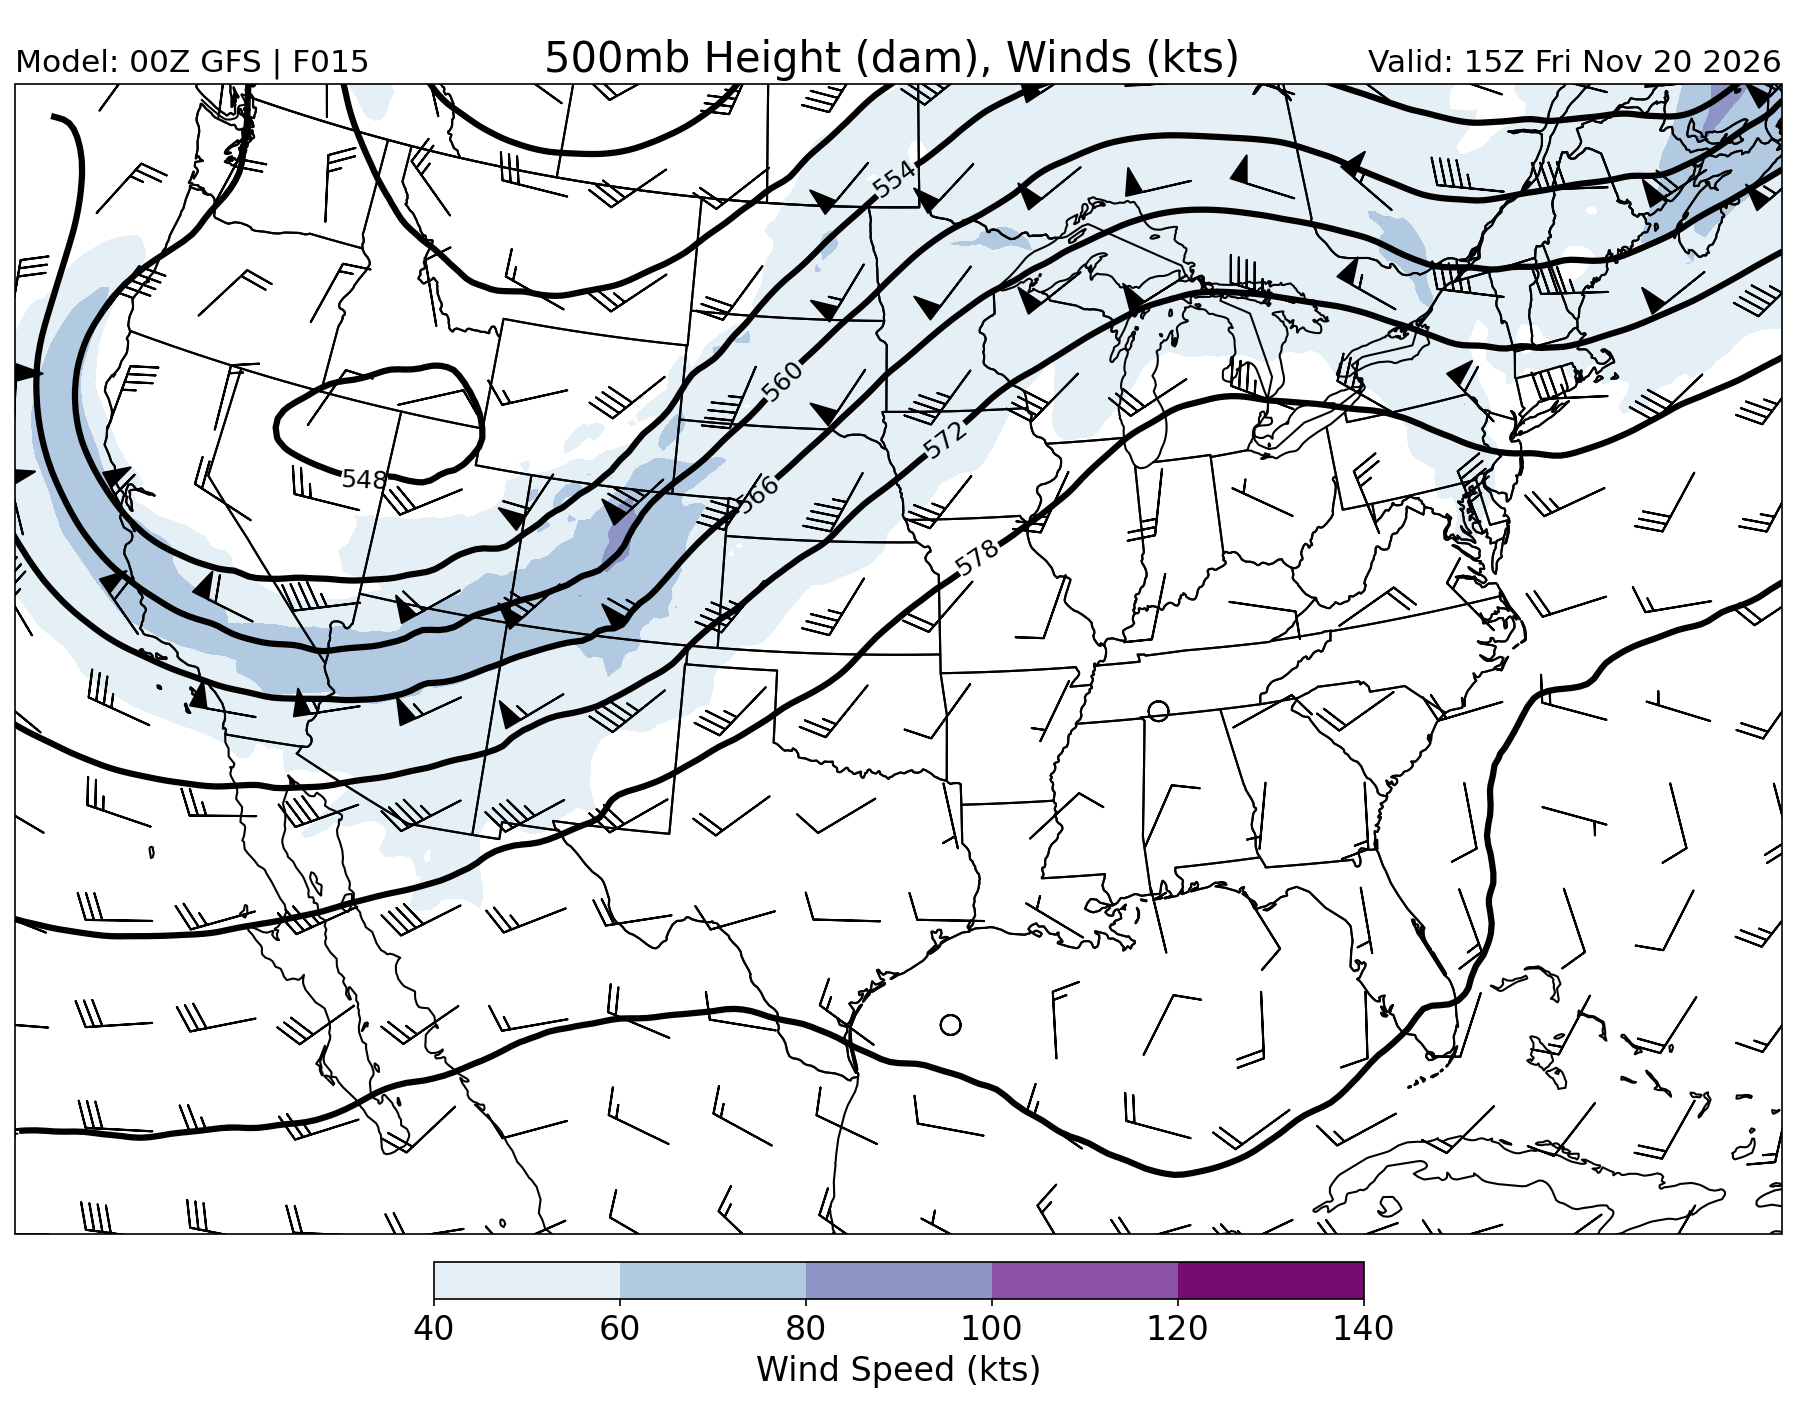 Model: 00Z GFS | F015
500mb Height (dam), Winds (kts)
Valid: 15Z Fri Nov 20 2026
554
560
572
548
566
578
40 60 80 100 120 140
Wind Speed (kts)